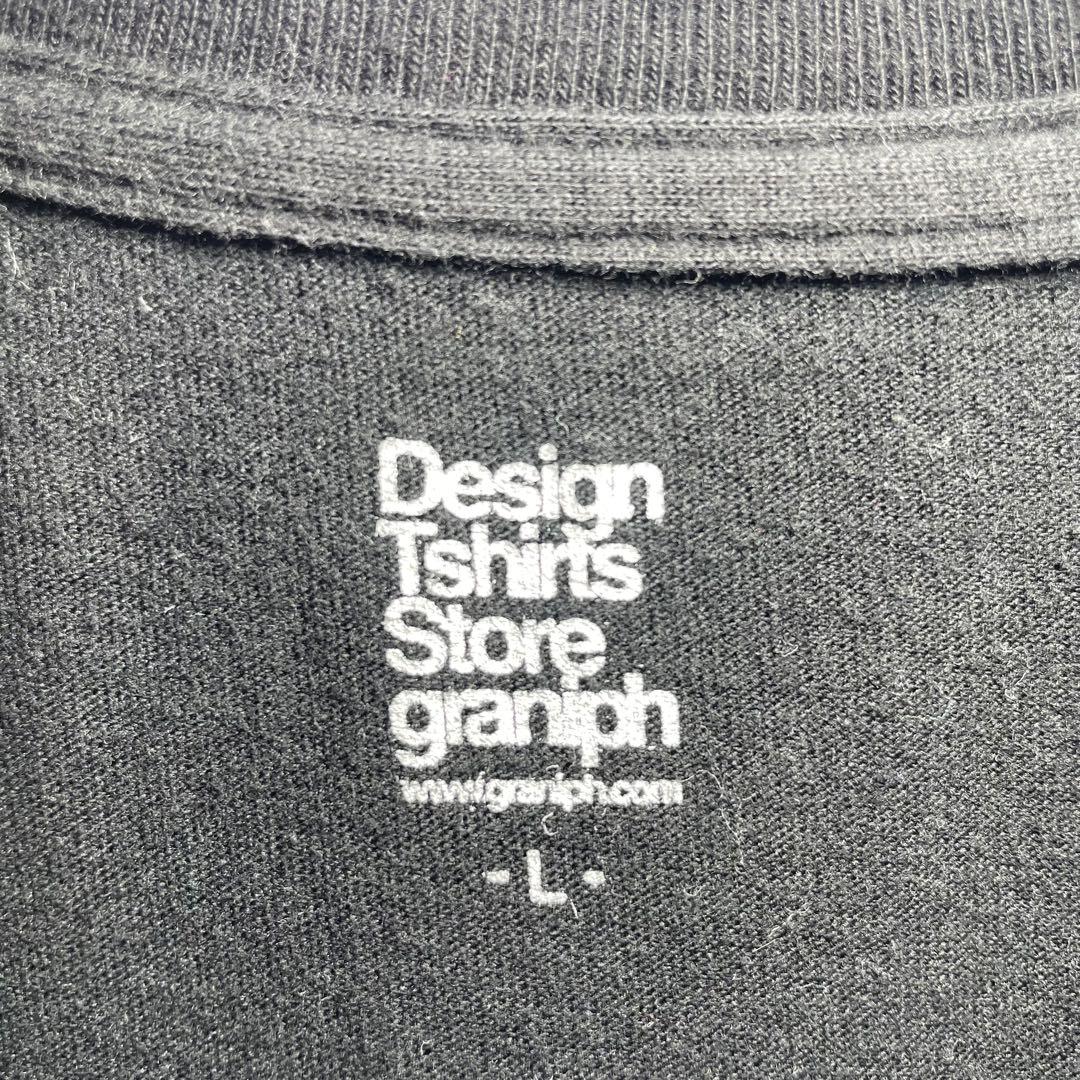 Design
Tshirts
Store
graniph
www.graniph.com
· L ·